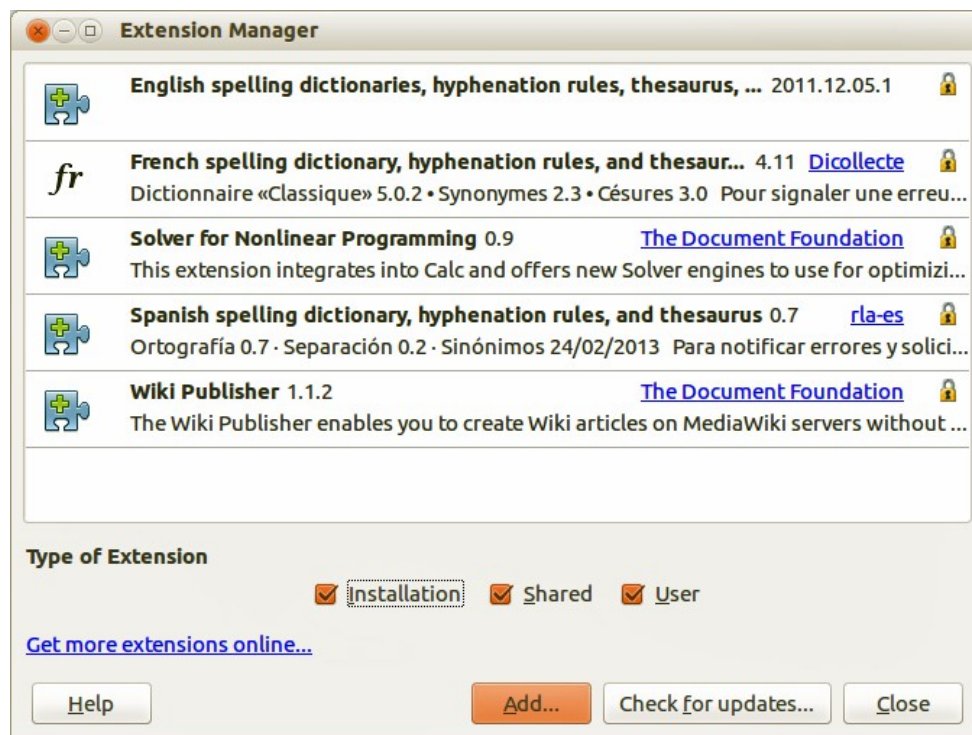 Extension Manager
English spelling dictionaries, hyphenation rules, thesaurus, ... 2011.12.05.1
fr French spelling dictionary, hyphenation rules, and thesaur... 4.11 Dicollecte
Dictionnaire «Classique» 5.0.2 • Synonymes 2.3 • Césures 3.0 Pour signaler une erreu...
Solver for Nonlinear Programming 0.9 The Document Foundation
This extension integrates into Calc and offers new Solver engines to use for optimizi...
Spanish spelling dictionary, hyphenation rules, and thesaurus 0.7 rla-es
Ortografía 0.7 · Separación 0.2 · Sinónimos 24/02/2013 Para notificar errores y solici...
Wiki Publisher 1.1.2 The Document Foundation
The Wiki Publisher enables you to create Wiki articles on MediaWiki servers without ...
Type of Extension
Installation Shared User
Get more extensions online...
Help Add... Check for updates... Close